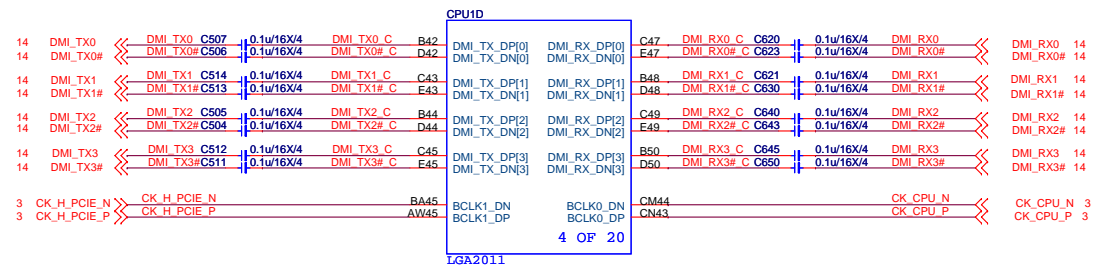 CPU1D
14 DMI_TX0 DMI_TX0 C507 0.1u/16X/4 DMI_TX0_C B42 DMI_TX_DP[0] DMI_RX_DP[0] C47 DMI_RX0_C C620 0.1u/16X/4 DMI_RX0 DMI_RX0 14
14 DMI_TX0# DMI_TX0# C506 0.1u/16X/4 DMI_TX0#_C D42 DMI_TX_DN[0] DMI_RX_DN[0] E47 DMI_RX0#_C C623 0.1u/16X/4 DMI_RX0# DMI_RX0# 14
14 DMI_TX1 DMI_TX1 C514 0.1u/16X/4 DMI_TX1_C C43 DMI_TX_DP[1] DMI_RX_DP[1] B48 DMI_RX1_C C621 0.1u/16X/4 DMI_RX1 DMI_RX1 14
14 DMI_TX1# DMI_TX1# C513 0.1u/16X/4 DMI_TX1#_C E43 DMI_TX_DN[1] DMI_RX_DN[1] D48 DMI_RX1#_C C630 0.1u/16X/4 DMI_RX1# DMI_RX1# 14
14 DMI_TX2 DMI_TX2 C505 0.1u/16X/4 DMI_TX2_C B44 DMI_TX_DP[2] DMI_RX_DP[2] C49 DMI_RX2_C C640 0.1u/16X/4 DMI_RX2 DMI_RX2 14
14 DMI_TX2# DMI_TX2# C504 0.1u/16X/4 DMI_TX2#_C D44 DMI_TX_DN[2] DMI_RX_DN[2] E49 DMI_RX2#_C C643 0.1u/16X/4 DMI_RX2# DMI_RX2# 14
14 DMI_TX3 DMI_TX3 C512 0.1u/16X/4 DMI_TX3_C C45 DMI_TX_DP[3] DMI_RX_DP[3] B50 DMI_RX3_C C645 0.1u/16X/4 DMI_RX3 DMI_RX3 14
14 DMI_TX3# DMI_TX3# C511 0.1u/16X/4 DMI_TX3#_C E45 DMI_TX_DN[3] DMI_RX_DN[3] D50 DMI_RX3#_C C650 0.1u/16X/4 DMI_RX3# DMI_RX3# 14
3 CK_H_PCIE_N CK_H_PCIE_N BA45 BCLK1_DN BCLK0_DN CM44 CK_CPU_N CK_CPU_N 3
3 CK_H_PCIE_P CK_H_PCIE_P AW45 BCLK1_DP BCLK0_DP CN43 CK_CPU_P CK_CPU_P 3
4 OF 20
LGA2011